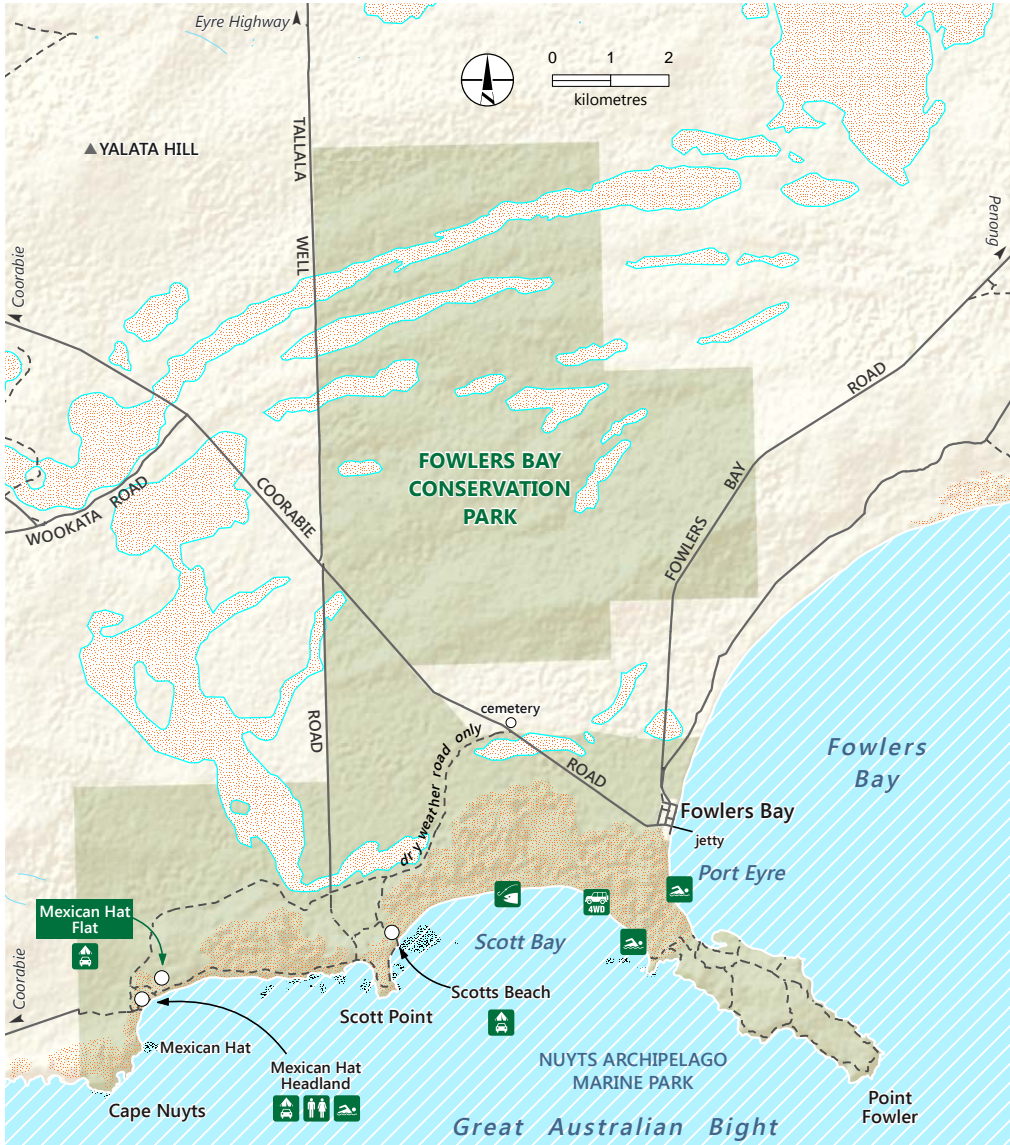 Eyre Highway
0 1 2
kilometres
N
TALLALA
WELL
ROAD
YALATA HILL
Penong
Coorabie
ROAD
BAY
FOWLERS
FOWLERS BAY
CONSERVATION
PARK
COORABIE
ROAD
WOOKATA ROAD
cemetery
dry weather road only
Fowlers
Bay
Fowlers Bay
jetty
Port Eyre
4WD
Mexican Hat
Flat
Scott Bay
Coorabie
Scotts Beach
Scott Point
Mexican Hat
Mexican Hat
Headland
Cape Nuyts
NUYTS ARCHIPELAGO
MARINE PARK
Point
Fowler
Great Australian Bight